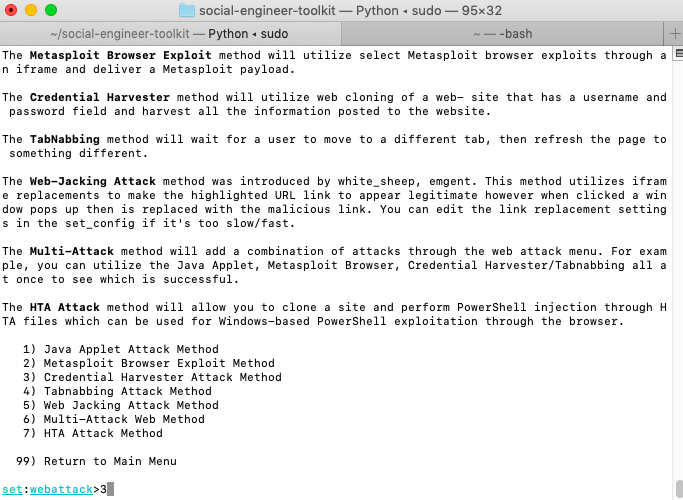 social-engineer-toolkit — Python ◂ sudo — 95×32
~/social-engineer-toolkit — Python ◂ sudo
~ — -bash
The Metasploit Browser Exploit method will utilize select Metasploit browser exploits through a
n iframe and deliver a Metasploit payload.
The Credential Harvester method will utilize web cloning of a web- site that has a username and
password field and harvest all the information posted to the website.
The TabNabbing method will wait for a user to move to a different tab, then refresh the page to
something different.
The Web-Jacking Attack method was introduced by white_sheep, emgent. This method utilizes ifram
e replacements to make the highlighted URL link to appear legitimate however when clicked a win
dow pops up then is replaced with the malicious link. You can edit the link replacement setting
s in the set_config if it's too slow/fast.
The Multi-Attack method will add a combination of attacks through the web attack menu. For exam
ple, you can utilize the Java Applet, Metasploit Browser, Credential Harvester/Tabnabbing all a
t once to see which is successful.
The HTA Attack method will allow you to clone a site and perform PowerShell injection through H
TA files which can be used for Windows-based PowerShell exploitation through the browser.
1) Java Applet Attack Method
2) Metasploit Browser Exploit Method
3) Credential Harvester Attack Method
4) Tabnabbing Attack Method
5) Web Jacking Attack Method
6) Multi-Attack Web Method
7) HTA Attack Method
99) Return to Main Menu
set:webattack>3